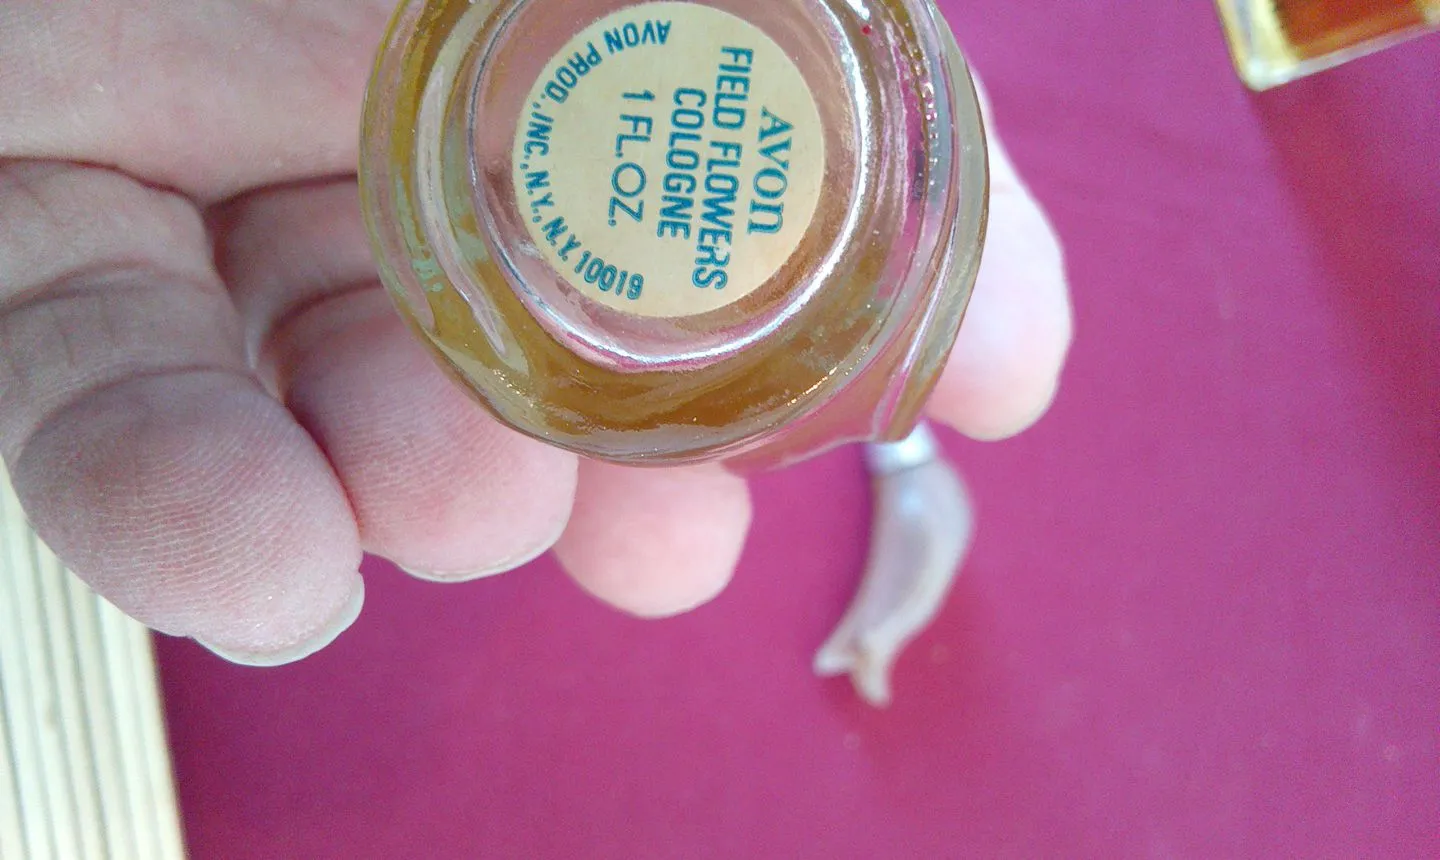 AVON
FIELD FLOWERS
COLOGNE
1 FL.OZ.
AVON PROD., INC., N.Y., N.Y. 10019